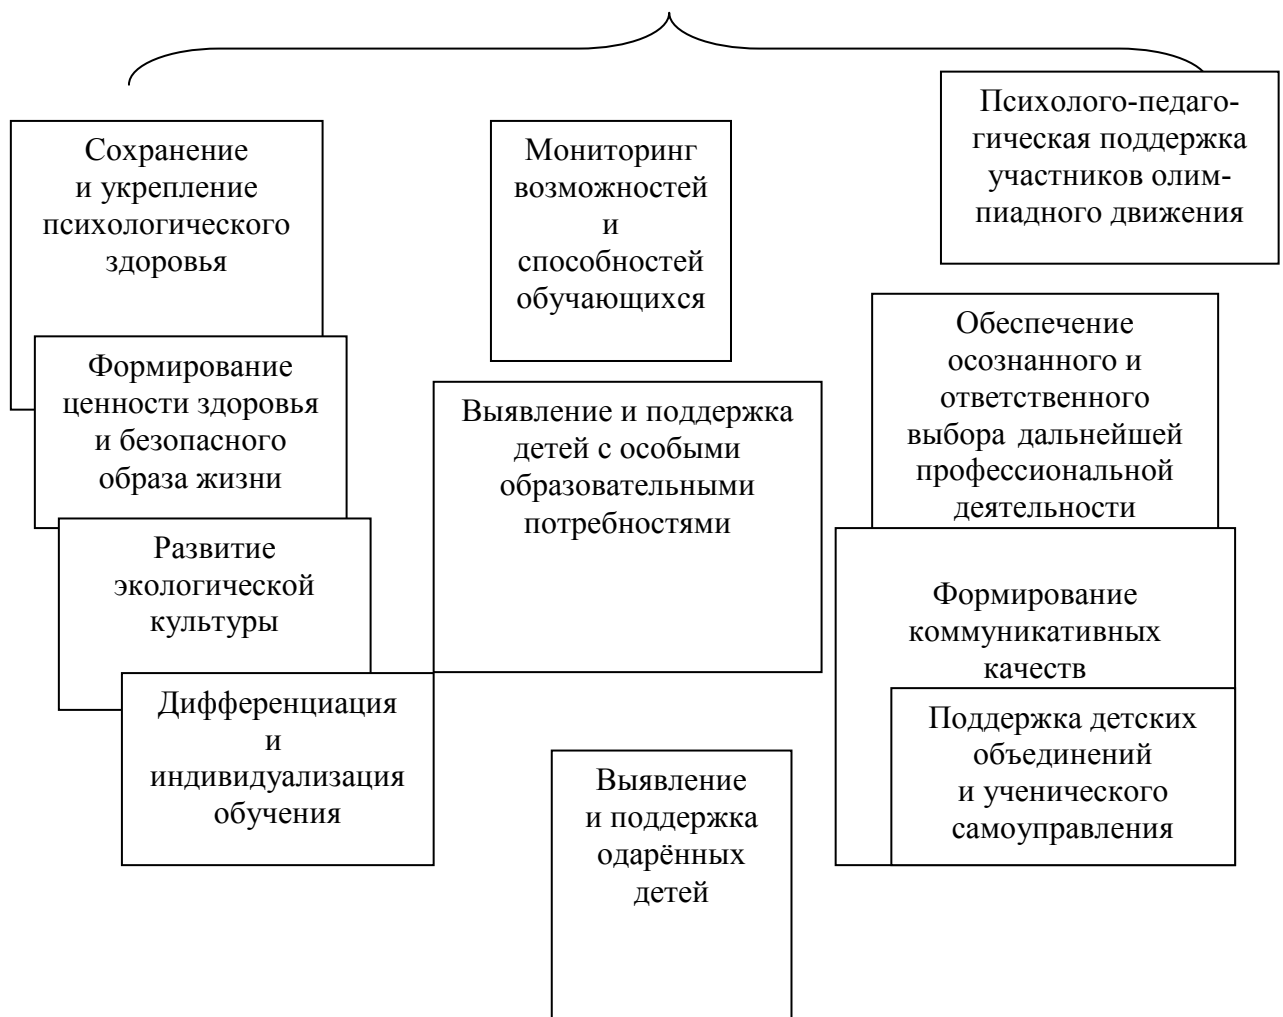 Сохранение
и укрепление
психологического
здоровья
Формирование
ценности здоровья
и безопасного
образа жизни
Развитие
экологической
культуры
Дифференциация
и
индивидуализация
обучения
Мониторинг
возможностей
и
способностей
обучающихся
Выявление и поддержка
детей с особыми
образовательными
потребностями
Выявление
и поддержка
одарённых
детей
Психолого-педаго-
гическая поддержка
участников олим-
пиадного движения
Обеспечение
осознанного и
ответственного
выбора дальнейшей
профессиональной
деятельности
Формирование
коммуникативных
качеств
Поддержка детских
объединений
и ученического
самоуправления